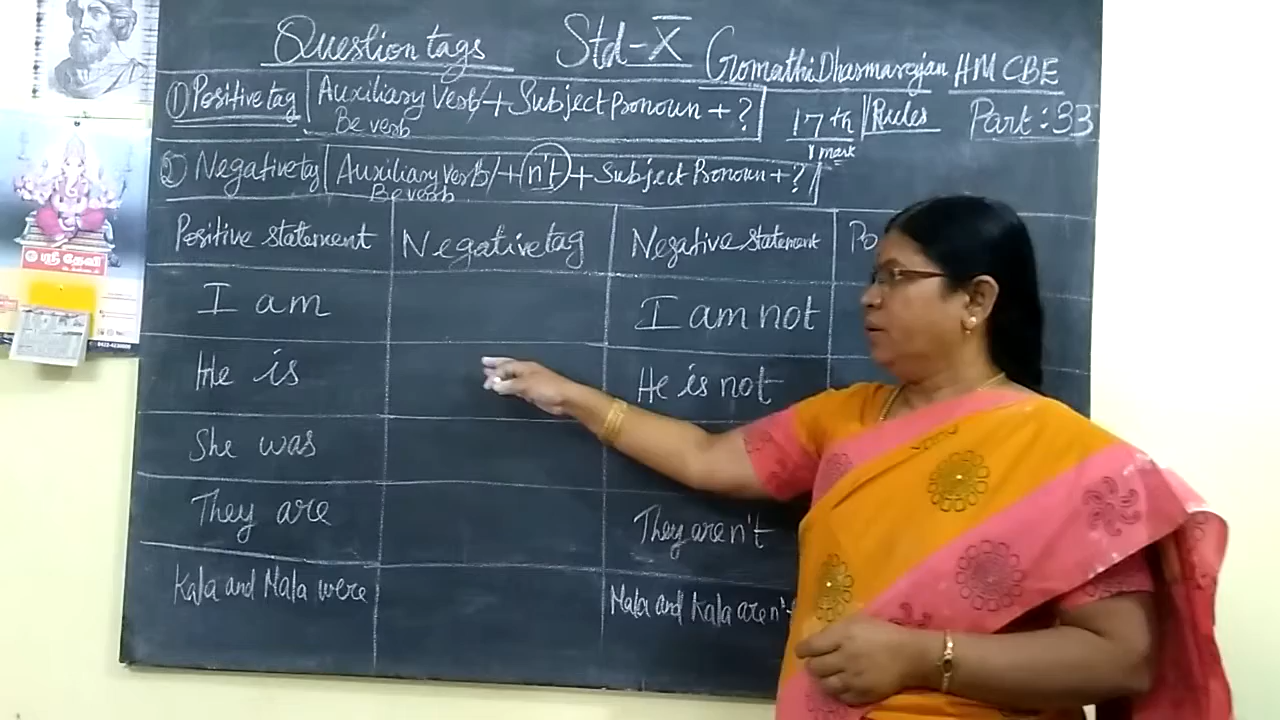 Question tags Std-X Gomathi Dharmarajan HM CBE
① Positive tag Auxiliary Verb/ + Subject Pronoun + ?
Be verb
17th Rules Part: 33
1 mark
② Negative tag Auxiliary Verb/ + n't + Subject Pronoun + ?
Be verb
Positive statement Negative tag Negative statement Po
I am I am not
He is He is not
She was
They are They aren't
Kala and Mala were Mala and Kala aren't
ஸ்ரீ தேவி